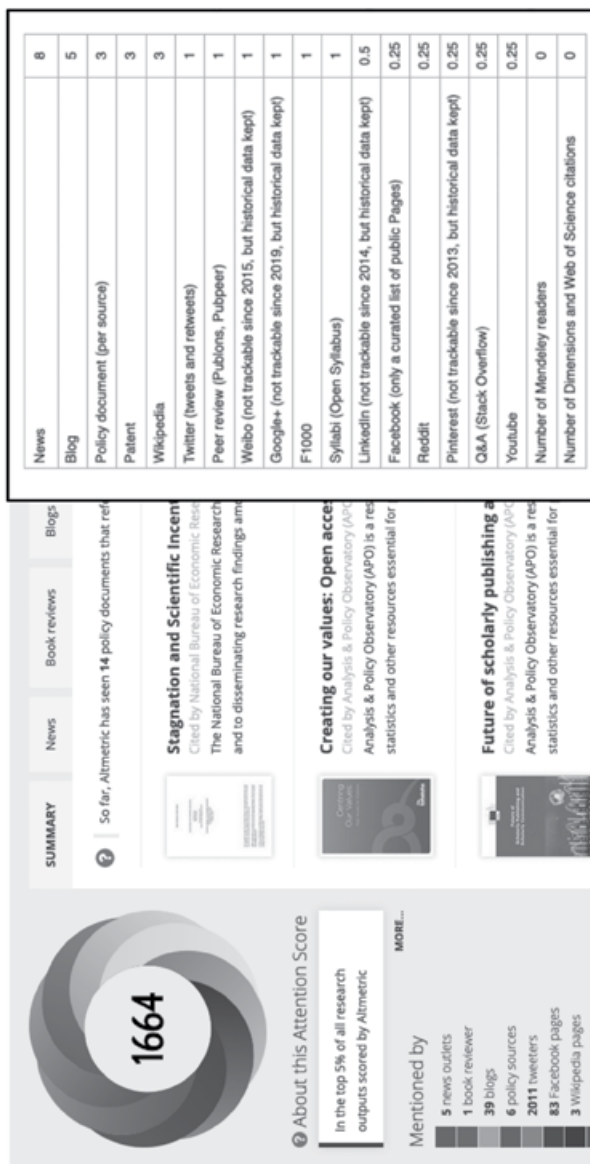 1664
About this Attention Score
In the top 5% of all research
outputs scored by Altmetric
MORE...
Mentioned by
5 news outlets
1 book reviewer
39 blogs
6 policy sources
2011 tweeters
83 Facebook pages
3 Wikipedia pages
SUMMARY
News
Book reviews
Blogs
So far, Altmetric has seen 14 policy documents that refe
Stagnation and Scientific Incent
Cited by National Bureau of Economic Rese
The National Bureau of Economic Research
and to disseminating research findings amo
Creating our values: Open acces
Cited by Analysis & Policy Observatory (APO
Analysis & Policy Observatory (APO) is a res
statistics and other resources essential for
Future of scholarly publishing a
Cited by Analysis & Policy Observatory (APO
Analysis & Policy Observatory (APO) is a res
statistics and other resources essential for
News 8
Blog 5
Policy document (per source) 3
Patent 3
Wikipedia 3
Twitter (tweets and retweets) 1
Peer review (Publons, Pubpeer) 1
Weibo (not trackable since 2015, but historical data kept) 1
Google+ (not trackable since 2019, but historical data kept) 1
F1000 1
Syllabi (Open Syllabus) 1
LinkedIn (not trackable since 2014, but historical data kept) 0.5
Facebook (only a curated list of public Pages) 0.25
Reddit 0.25
Pinterest (not trackable since 2013, but historical data kept) 0.25
Q&A (Stack Overflow) 0.25
Youtube 0.25
Number of Mendeley readers 0
Number of Dimensions and Web of Science citations 0